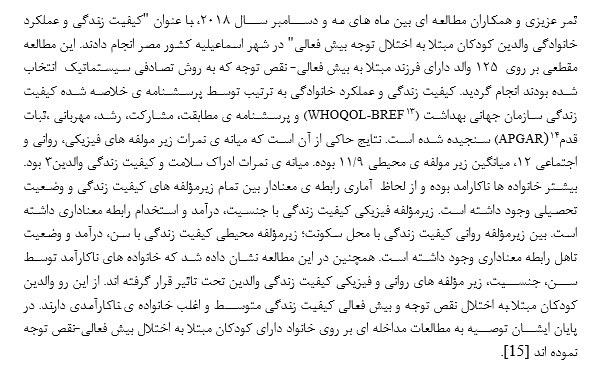 ثمر عزیزی و همکاران مطالعه ای بین ماه های مه و دسامبر سال ۲۰۱۸، با عنوان "کیفیت زندگی و عملکرد
خانوادگی والدین کودکان مبتلا به اختلال توجه بیش فعالی" در شهر اسماعیلیه کشور مصر انجام دادند. این مطالعه
مقطعی بر روی ۱۲۵ والد دارای فرزند مبتلا به بیش فعالی- نقص توجه که به روش تصادفی سیستماتیک انتخاب
شده بودند انجام گردید. کیفیت زندگی و عملکرد خانوادگی به ترتیب توسط پرسشنامه ی خلاصه شده کیفیت
زندگی سازمان جهانی بهداشت (WHOQOL-BREF۱۳) و پرسشنامه ی مطابقت، مشارکت، رشد، مهربانی ،ثبات
قدم۱۴(APGAR) سنجیده شده است. نتایج حاکی از آن است که میانه ی نمرات زیر مولفه های فیزیکی، روانی و
اجتماعی ۱۲، میانگین زیر مولفه ی محیطی ۱۱/۹ بوده. میانه ی نمرات ادراک سلامت و کیفیت زندگی والدین۳ بود.
بیشتر خانواده ها ناکارامد بوده و از لحاظ آماری رابطه ی معنادار بین تمام زیرمؤلفه های کیفیت زندگی و وضعیت
تحصیلی وجود داشته است. زیرمؤلفه فیزیکی کیفیت زندگی با جنسیت، درآمد و استخدام رابطه معناداری داشته
است. بین زیرمؤلفه روانی کیفیت زندگی با محل سکونت؛ زیرمؤلفه محیطی کیفیت زندگی با سن، درآمد و وضعیت
تاهل رابطه معناداری وجود داشته است. همچنین در این مطالعه نشان داده شد که خانواده های ناکارآمد توسط
سن، جنسیت، زیر مؤلفه های روانی و فیزیکی کیفیت زندگی والدین تحت تاثیر قرار گرفته اند. از این رو والدین
کودکان مبتلا به اختلال نقص توجه و بیش فعالی کیفیت زندگی متوسط و اغلب خانواده ی ناکارآمدی دارند. در
پایان ایشان توصیه به مطالعات مداخله ای بر روی خانواد دارای کودکان مبتلا به اختلال بیش فعالی-نقص توجه
نموده اند [15].